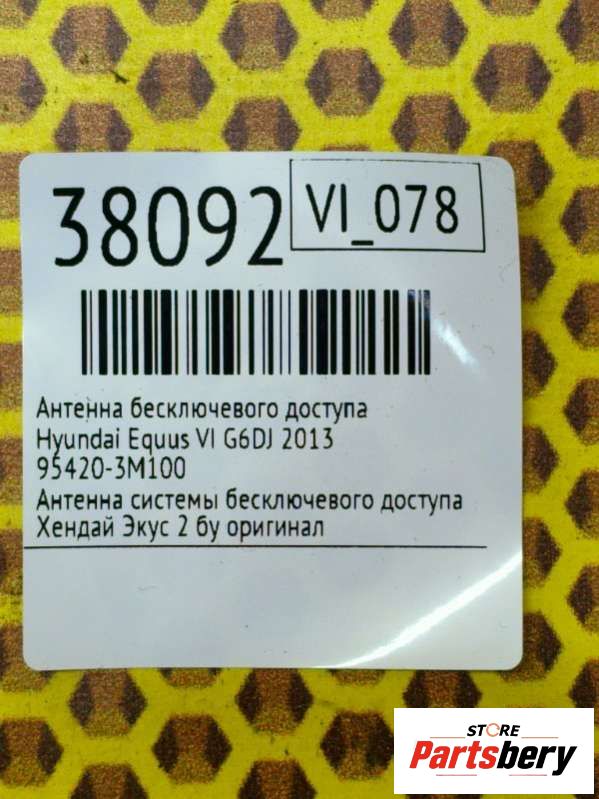 38092
VI_078
Антенна бесключевого доступа
Hyundai Equus VI G6DJ 2013
95420-3M100
Антенна системы бесключевого доступа
Хендай Экус 2 бу оригинал
STORE
Partsbery